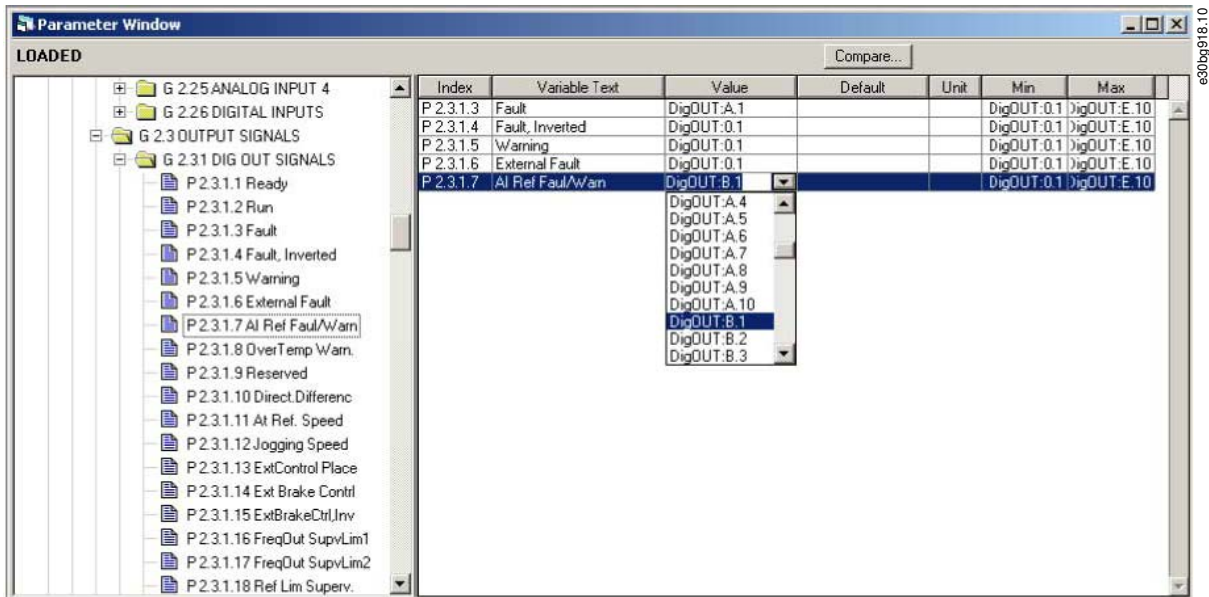 Parameter Window
LOADED
Compare...
G 2.25 ANALOG INPUT 4
G 2.26 DIGITAL INPUTS
G 2.3 OUTPUT SIGNALS
G 2.31 DIG OUT SIGNALS
P 2.3.1.1 Ready
P 2.3.1.2 Run
P 2.3.1.3 Fault
P 2.3.1.4 Fault, Inverted
P 2.3.1.5 Warning
P 2.3.1.6 External Fault
P 2.3.1.7 AI Ref Faul/Warn
P 2.3.1.8 OverTemp Warn.
P 2.3.1.9 Reserved
P 2.3.1.10 Direct.Differenc
P 2.3.1.11 At Ref. Speed
P 2.3.1.12 Jogging Speed
P 2.3.1.13 ExtControl Place
P 2.3.1.14 Ext Brake Contrl
P 2.3.1.15 ExtBrakeCtrl,Inv
P 2.3.1.16 FreqOut SupvLim1
P 2.3.1.17 FreqOut SupvLim2
P 2.3.1.18 Ref Lim Superv.
Index Variable Text Value Default Unit Min Max
P 2.3.1.3 Fault DigOUT:A.1 DigOUT:0.1 DigOUT:E.10
P 2.3.1.4 Fault, Inverted DigOUT:0.1 DigOUT:0.1 DigOUT:E.10
P 2.3.1.5 Warning DigOUT:0.1 DigOUT:0.1 DigOUT:E.10
P 2.3.1.6 External Fault DigOUT:0.1 DigOUT:0.1 DigOUT:E.10
P 2.3.1.7 AI Ref Faul/Warn DigOUT:B.1 DigOUT:0.1 DigOUT:E.10
DigOUT:A.4
DigOUT:A.5
DigOUT:A.6
DigOUT:A.7
DigOUT:A.8
DigOUT:A.9
DigOUT:A.10
DigOUT:B.1
DigOUT:B.2
DigOUT:B.3
e30bg918.10